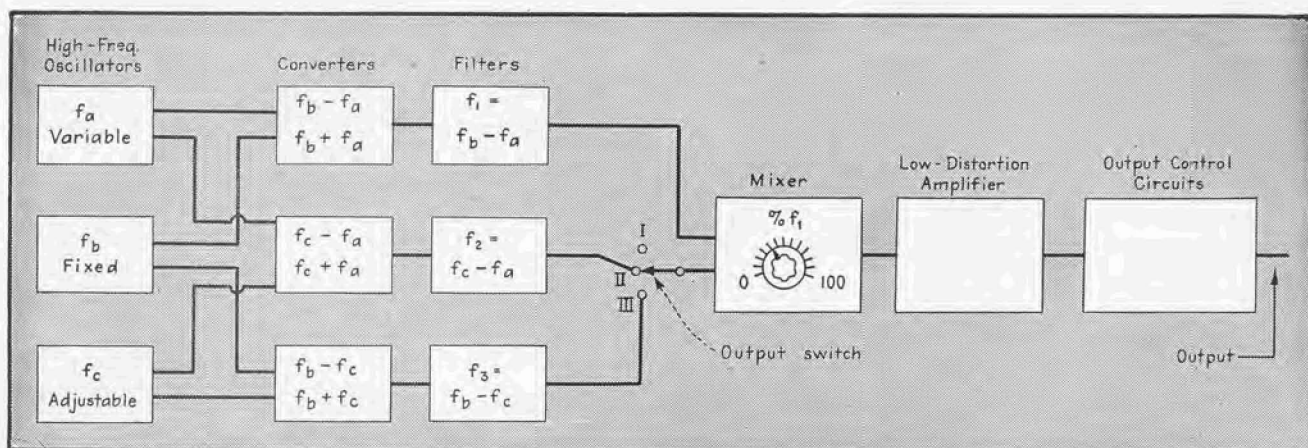 High-Freq.
Oscillators
Converters
Filters
fa
Variable
fb − fa
fb + fa
f1 =
fb − fa
fb
Fixed
fc − fa
fc + fa
f2 =
fc − fa
fc
Adjustable
fb − fc
fb + fc
f3 =
fb − fc
I
II
III
Output switch
Mixer
% f1
0
100
Low-Distortion
Amplifier
Output Control
Circuits
Output